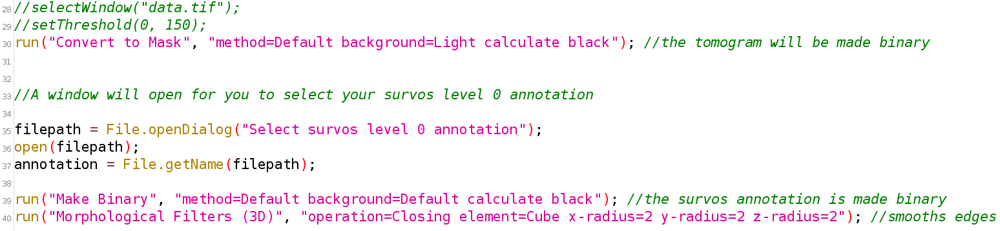 28 //selectWindow("data.tif");
29 //setThreshold(0, 150);
30 run("Convert to Mask", "method=Default background=Light calculate black"); //the tomogram will be made binary
31
32
33 //A window will open for you to select your survos level 0 annotation
34
35 filepath = File.openDialog("Select survos level 0 annotation");
36 open(filepath);
37 annotation = File.getName(filepath);
38
39 run("Make Binary", "method=Default background=Default calculate black"); //the survos annotation is made binary
40 run("Morphological Filters (3D)", "operation=Closing element=Cube x-radius=2 y-radius=2 z-radius=2"); //smooths edges